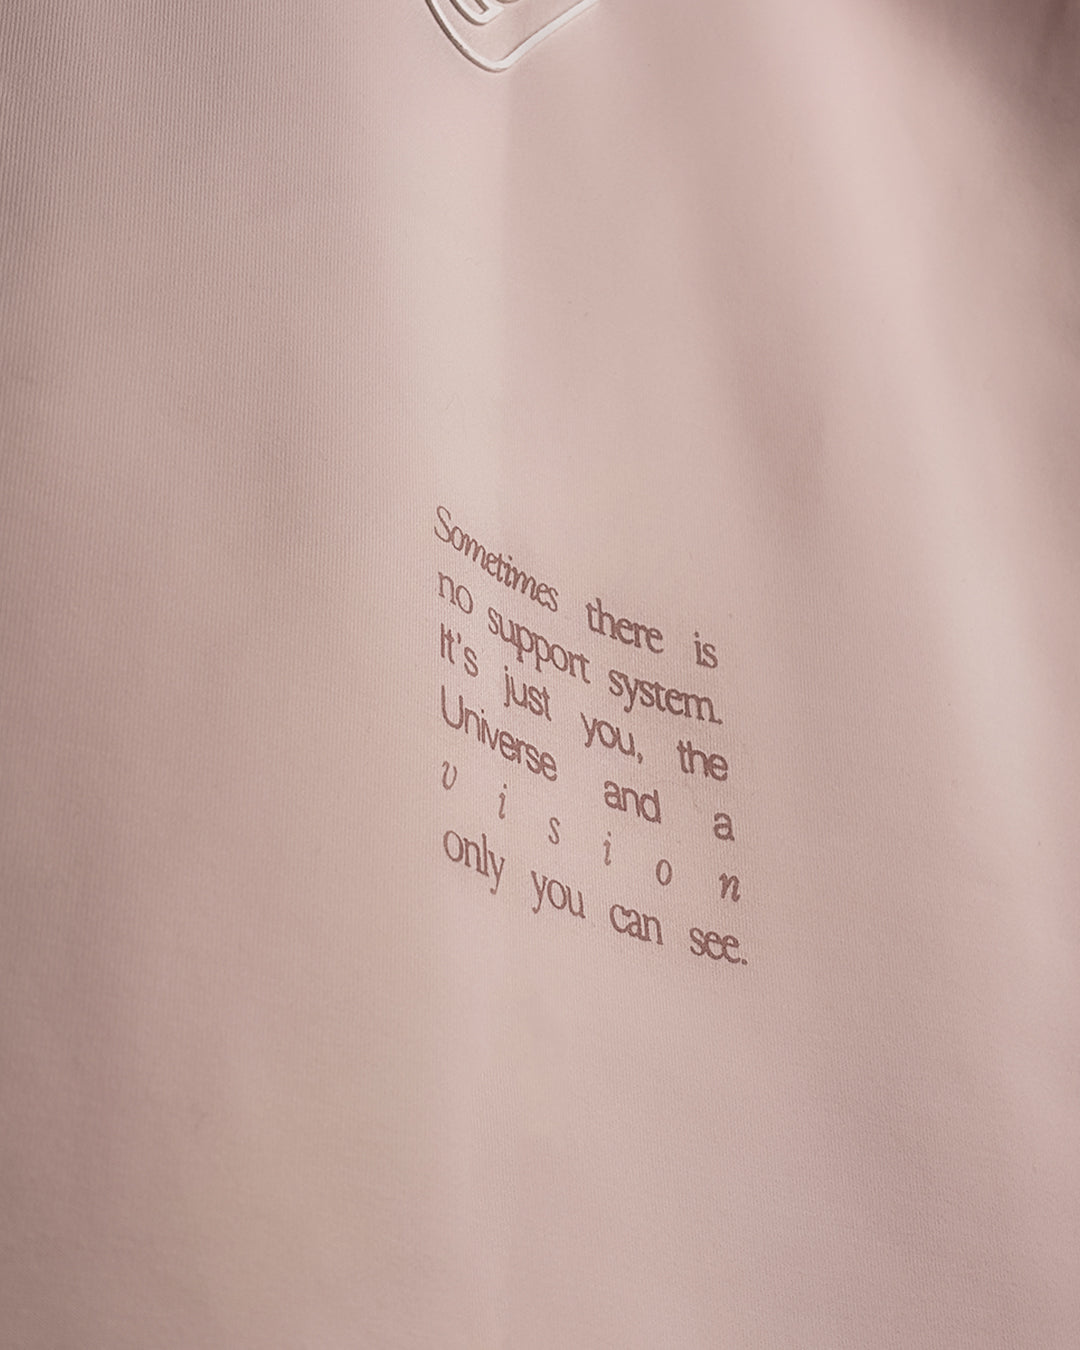 Sometimes there is
no support system.
It's just you, the
Universe and a
v i s i o n
only you can see.